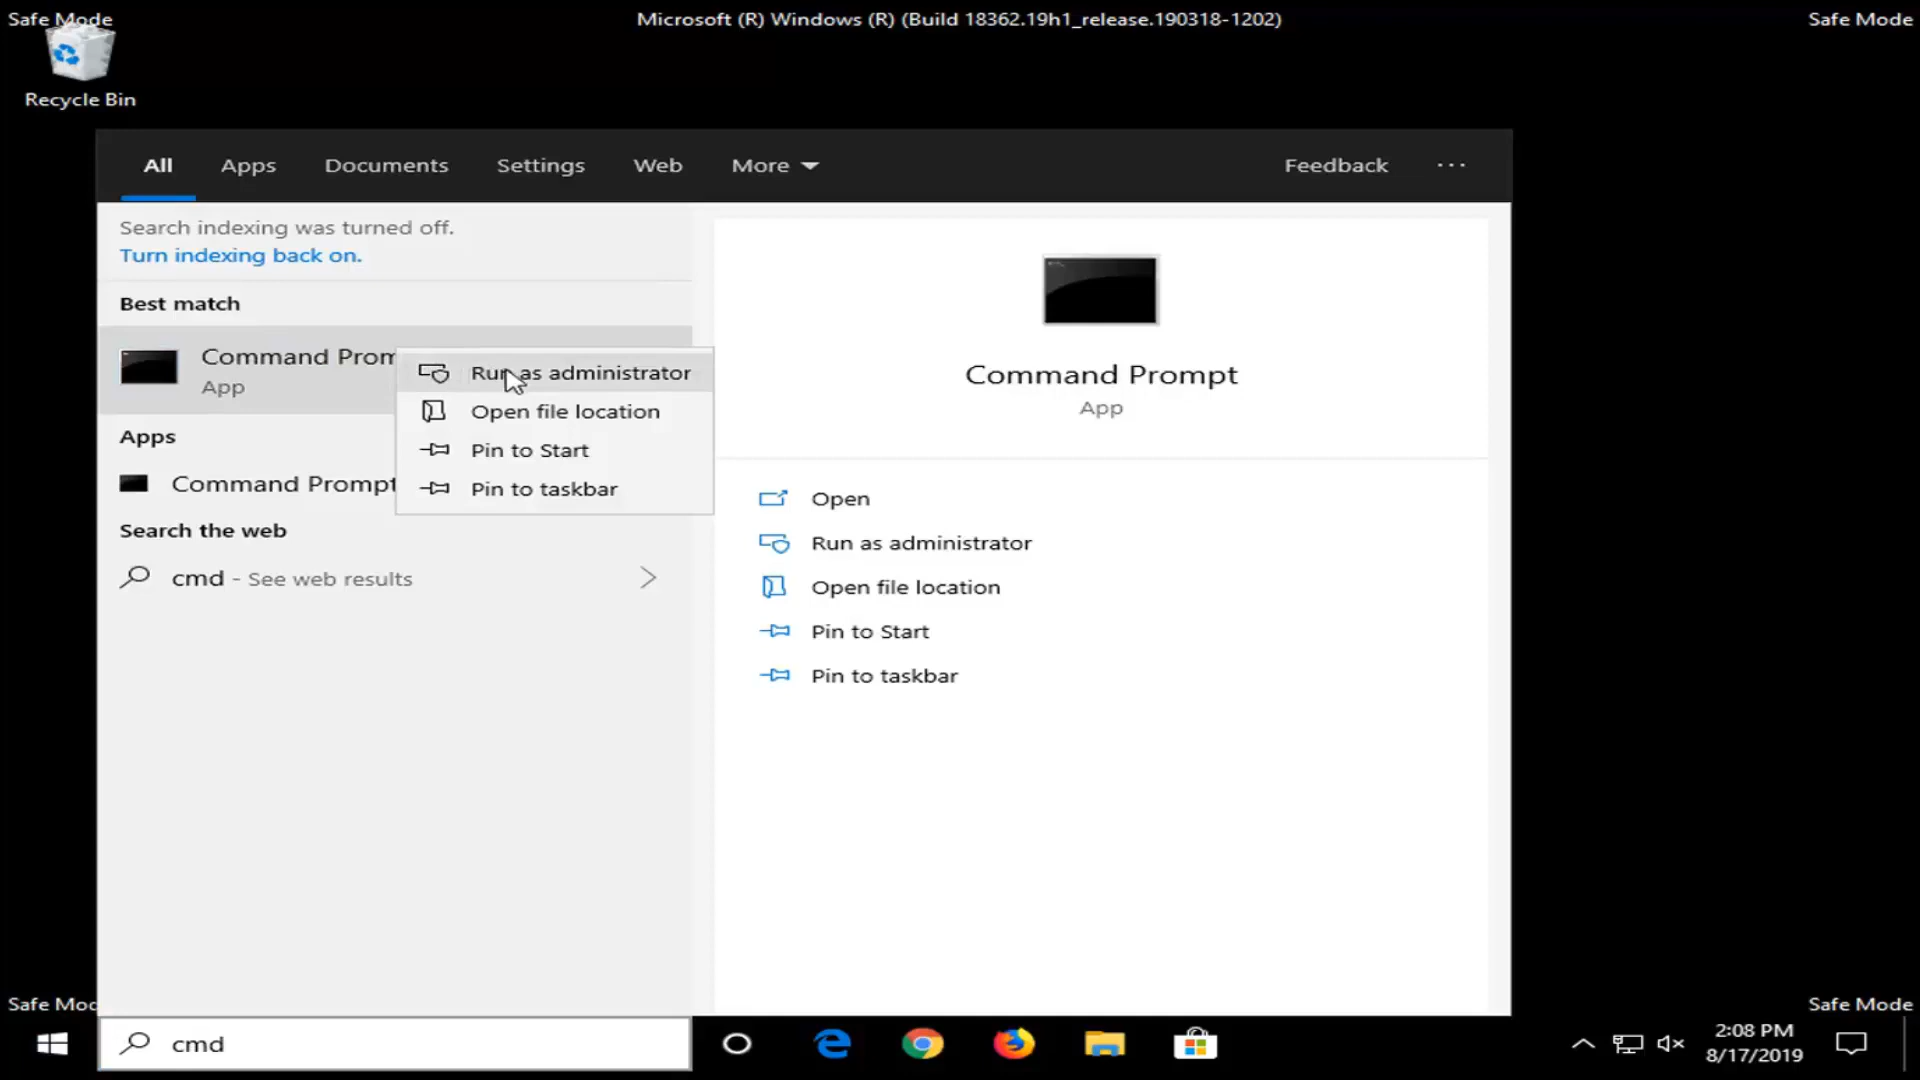 Safe Mode
Microsoft (R) Windows (R) (Build 18362.19h1_release.190318-1202)
Safe Mode
Recycle Bin
All
Apps
Documents
Settings
Web
More
Feedback
Search indexing was turned off.
Turn indexing back on.
Best match
Command Prom
App
Run as administrator
Open file location
Pin to Start
Pin to taskbar
Apps
Command Prompt
Search the web
cmd - See web results
Command Prompt
App
Open
Run as administrator
Open file location
Pin to Start
Pin to taskbar
Safe Mod
Safe Mode
cmd
2:08 PM
8/17/2019